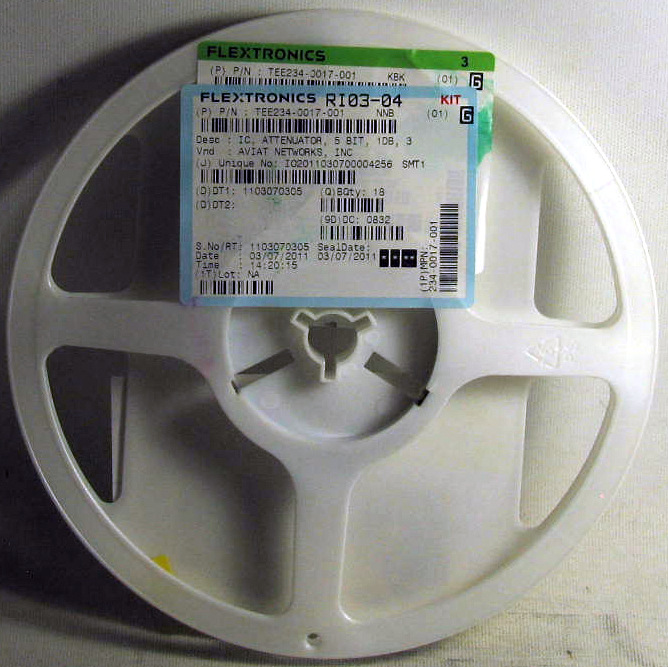 FLEXTRONICS 3
(P) P/N : TEE234-0017-001 KBK (01) G
FLEXTRONICS RI03-04 KIT
(P) P/N : TEE234-0017-001 NNB (01) G
Desc : IC, ATTENUATOR, 5 BIT, 1DB, 3
Vnd : AVIAT NETWORKS, INC
(J) Unique No: IO2011030700004256 SMT1
(D)DT1: 1103070305 (Q)BQty: 18
(D)DT2:
(9D)DC: 0832
S.No/RT: 1103070305 SealDate:
Date : 03/07/2011 03/07/2011
Time : 14:20:15
(1T)Lot: NA
(1P)MPN:
234-0017-001